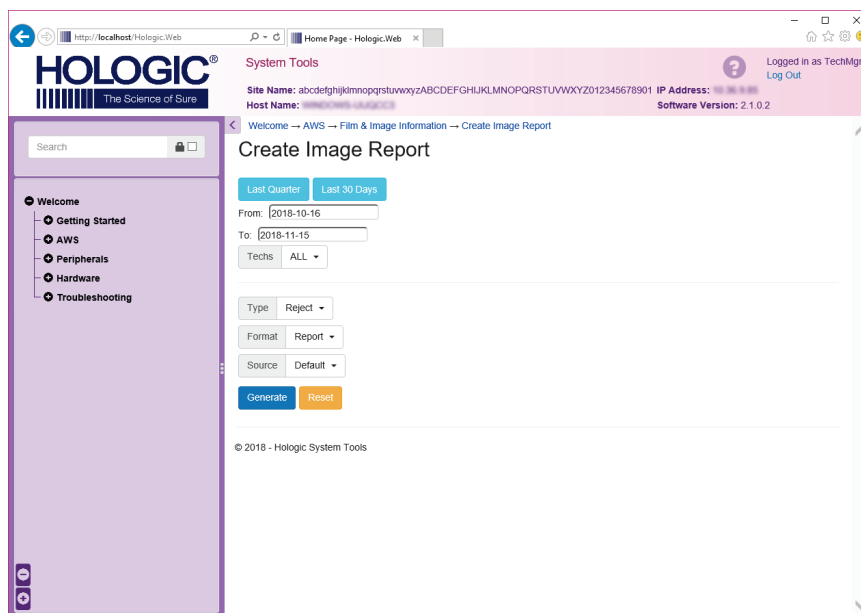 http://localhost/Hologic.Web
Home Page - Hologic.Web
HOLOGIC®
The Science of Sure
System Tools
Logged in as TechMgr
Log Out
Site Name: abcdefghijklmnopqrstuvwxyzABCDEFGHIJKLMNOPQRSTUVWXYZ012345678901 IP Address:
Host Name:
Software Version: 2.1.0.2
Welcome → AWS → Film & Image Information → Create Image Report
Search
Create Image Report
Last Quarter Last 30 Days
From: 2018-10-16
To: 2018-11-15
Techs ALL
Welcome
Getting Started
AWS
Peripherals
Hardware
Troubleshooting
Type Reject
Format Report
Source Default
Generate Reset
© 2018 - Hologic System Tools